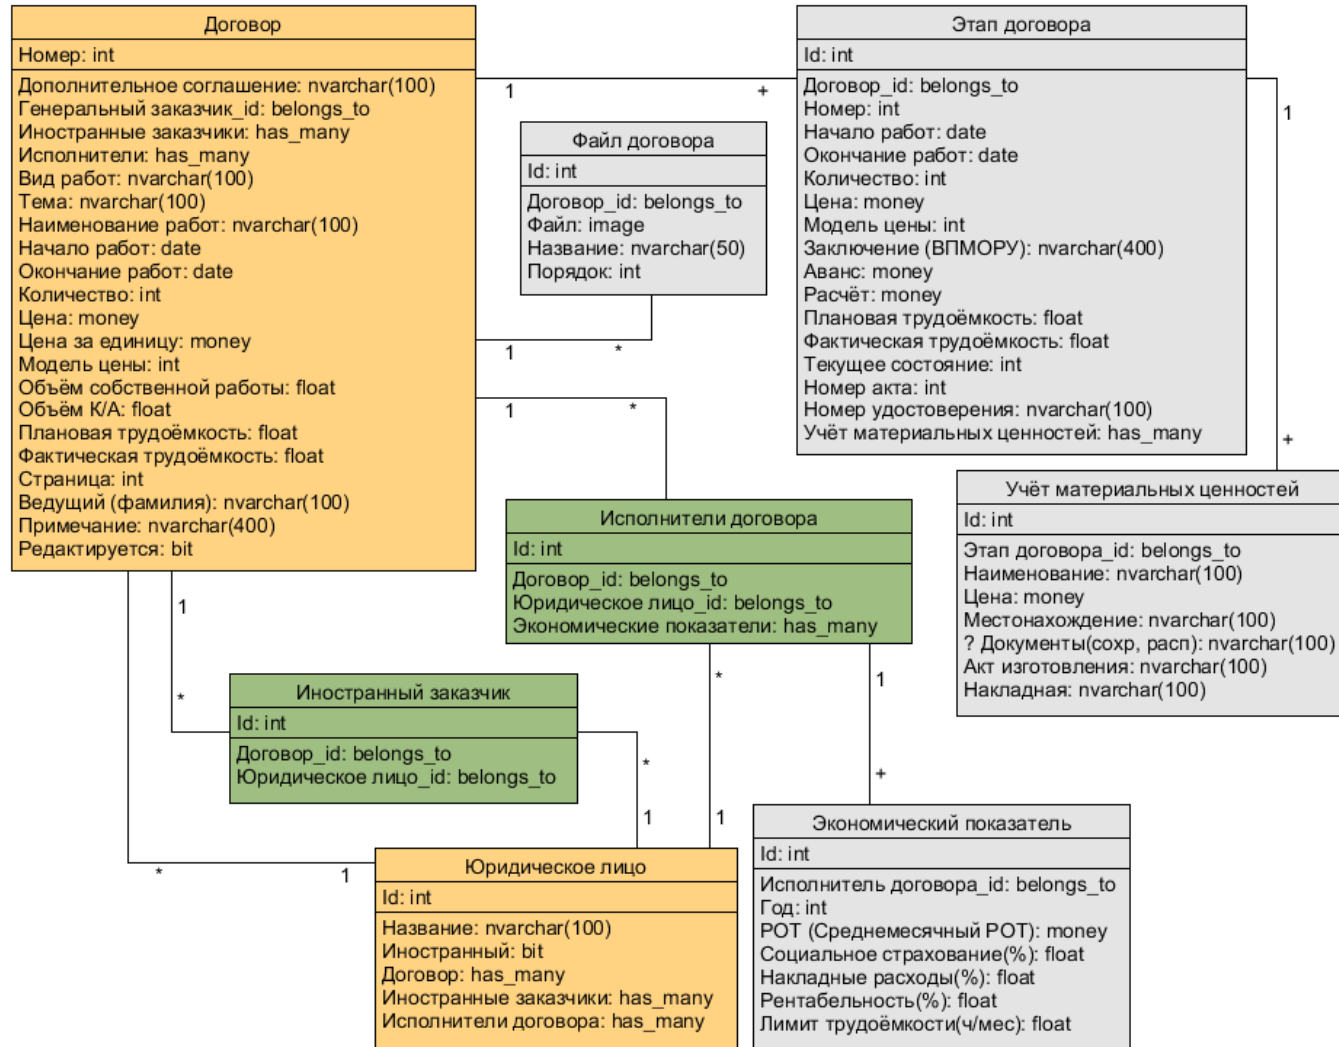 Договор
Номер: int
Дополнительное соглашение: nvarchar(100)
Генеральный заказчик_id: belongs_to
Иностранные заказчики: has_many
Исполнители: has_many
Вид работ: nvarchar(100)
Тема: nvarchar(100)
Наименование работ: nvarchar(100)
Начало работ: date
Окончание работ: date
Количество: int
Цена: money
Цена за единицу: money
Модель цены: int
Объём собственной работы: float
Объём К/А: float
Плановая трудоёмкость: float
Фактическая трудоёмкость: float
Страница: int
Ведущий (фамилия): nvarchar(100)
Примечание: nvarchar(400)
Редактируется: bit
1
+
Файл договора
Id: int
Договор_id: belongs_to
Файл: image
Название: nvarchar(50)
Порядок: int
1
*
1
*
Этап договора
Id: int
Договор_id: belongs_to
Номер: int
Начало работ: date
Окончание работ: date
Количество: int
Цена: money
Модель цены: int
Заключение (ВПМОРУ): nvarchar(400)
Аванс: money
Расчёт: money
Плановая трудоёмкость: float
Фактическая трудоёмкость: float
Текущее состояние: int
Номер акта: int
Номер удостоверения: nvarchar(100)
Учёт материальных ценностей: has_many
1
+
Учёт материальных ценностей
Id: int
Этап договора_id: belongs_to
Наименование: nvarchar(100)
Цена: money
Местонахождение: nvarchar(100)
? Документы(сохр, расп): nvarchar(100)
Акт изготовления: nvarchar(100)
Накладная: nvarchar(100)
Исполнители договора
Id: int
Договор_id: belongs_to
Юридическое лицо_id: belongs_to
Экономические показатели: has_many
1
*
Иностранный заказчик
Id: int
Договор_id: belongs_to
Юридическое лицо_id: belongs_to
*
1
*
1
1
+
*
1
Юридическое лицо
Id: int
Название: nvarchar(100)
Иностранный: bit
Договор: has_many
Иностранные заказчики: has_many
Исполнители договора: has_many
Экономический показатель
Id: int
Исполнитель договора_id: belongs_to
Год: int
РОТ (Среднемесячный РОТ): money
Социальное страхование(%): float
Накладные расходы(%): float
Рентабельность(%): float
Лимит трудоёмкости(ч/мес): float